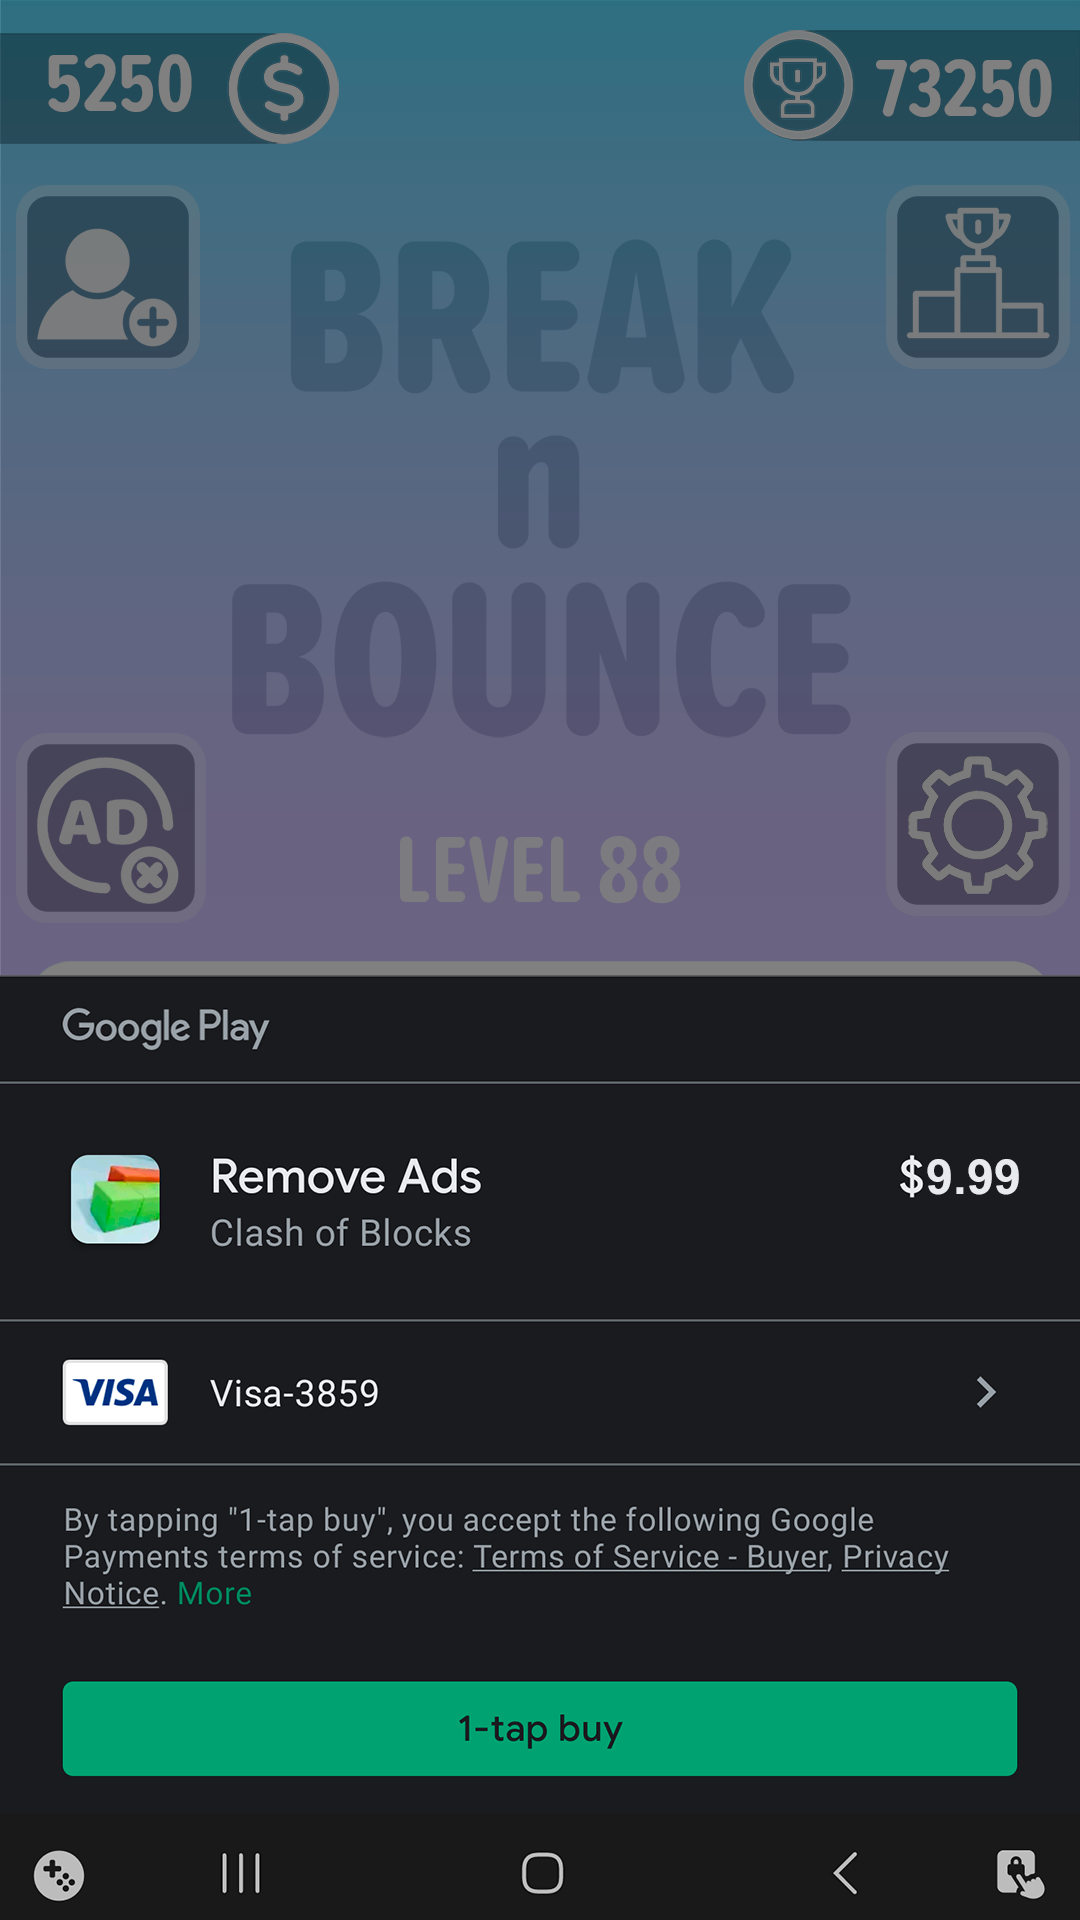 5250 $ 73250
BREAK
n
BOUNCE
AD
LEVEL 88
Google Play
Remove Ads $9.99
Clash of Blocks
VISA Visa-3859
By tapping "1-tap buy", you accept the following Google
Payments terms of service: Terms of Service - Buyer, Privacy
Notice. More
1-tap buy